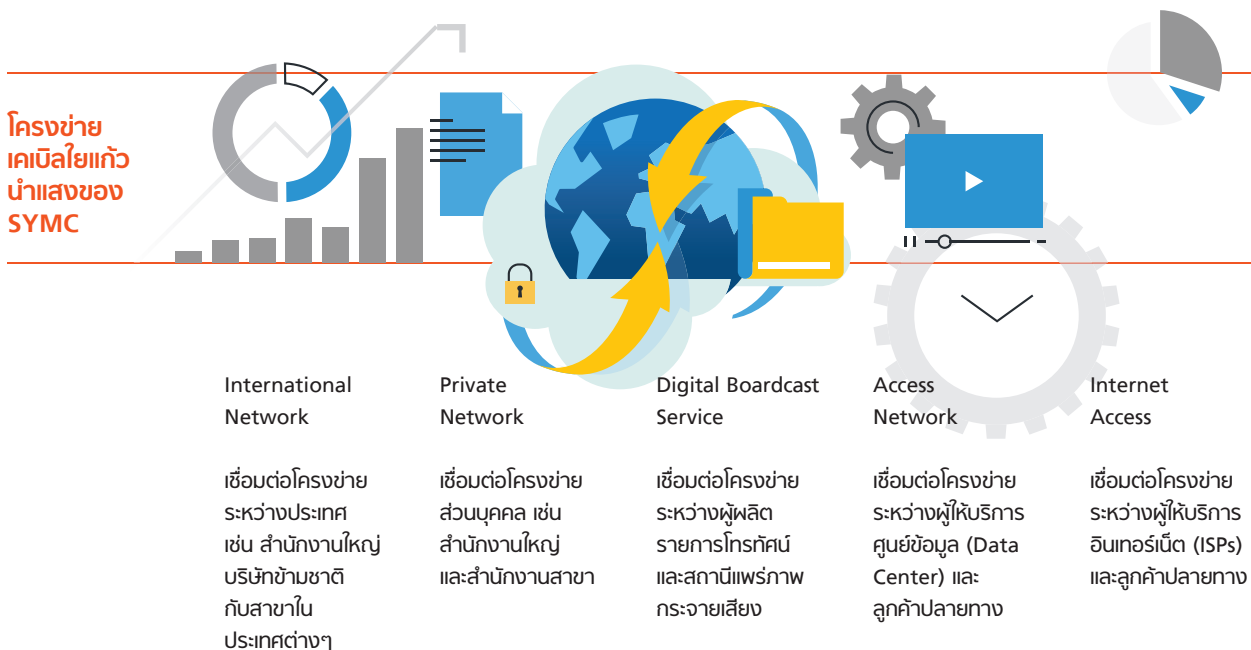 โครงข่าย
เคเบิลใยแก้ว
นำแสงของ
SYMC
International
Network
เชื่อมต่อโครงข่าย
ระหว่างประเทศ
เช่น สำนักงานใหญ่
บริษัทข้ามชาติ
กับสาขาใน
ประเทศต่างๆ
Private
Network
เชื่อมต่อโครงข่าย
ส่วนบุคคล เช่น
สำนักงานใหญ่
และสำนักงานสาขา
Digital Boardcast
Service
เชื่อมต่อโครงข่าย
ระหว่างผู้ผลิต
รายการโทรทัศน์
และสถานีแพร่ภาพ
กระจายเสียง
Access
Network
เชื่อมต่อโครงข่าย
ระหว่างผู้ให้บริการ
ศูนย์ข้อมูล (Data
Center) และ
ลูกค้าปลายทาง
Internet
Access
เชื่อมต่อโครงข่าย
ระหว่างผู้ให้บริการ
อินเทอร์เน็ต (ISPs)
และลูกค้าปลายทาง